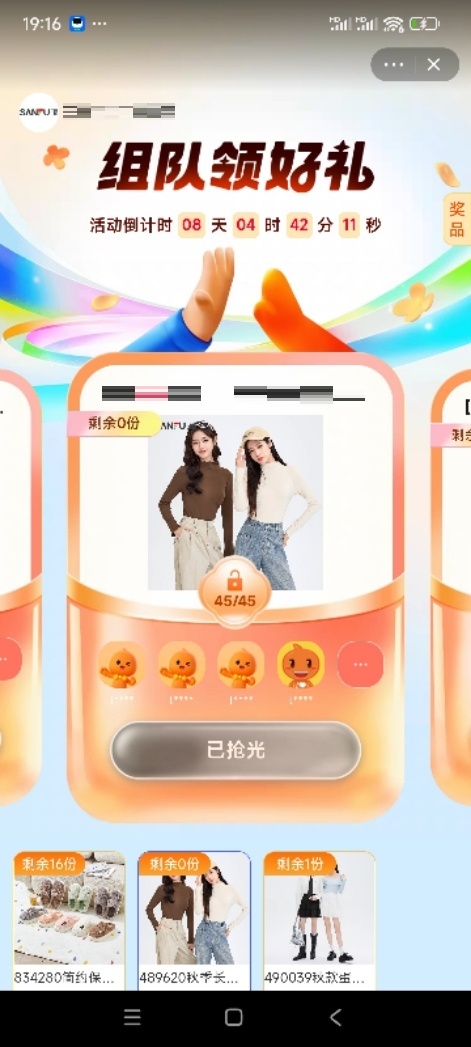 19:16
SANFU
组队领好礼
活动倒计时 08 天 04 时 42 分 11 秒
奖品
剩余0份
SANFU
45/45
已抢光
剩余16份
剩余0份
剩余1份
834280简约保...
489620秋季长...
490039秋款蛋...